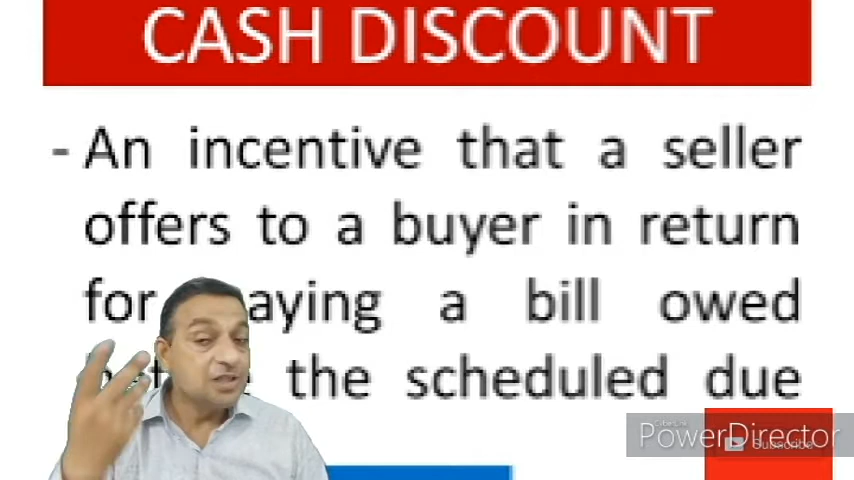 CASH DISCOUNT
- An incentive that a seller
offers to a buyer in return
for aying a bill owed
the scheduled due
PowerDirector
Subscribe